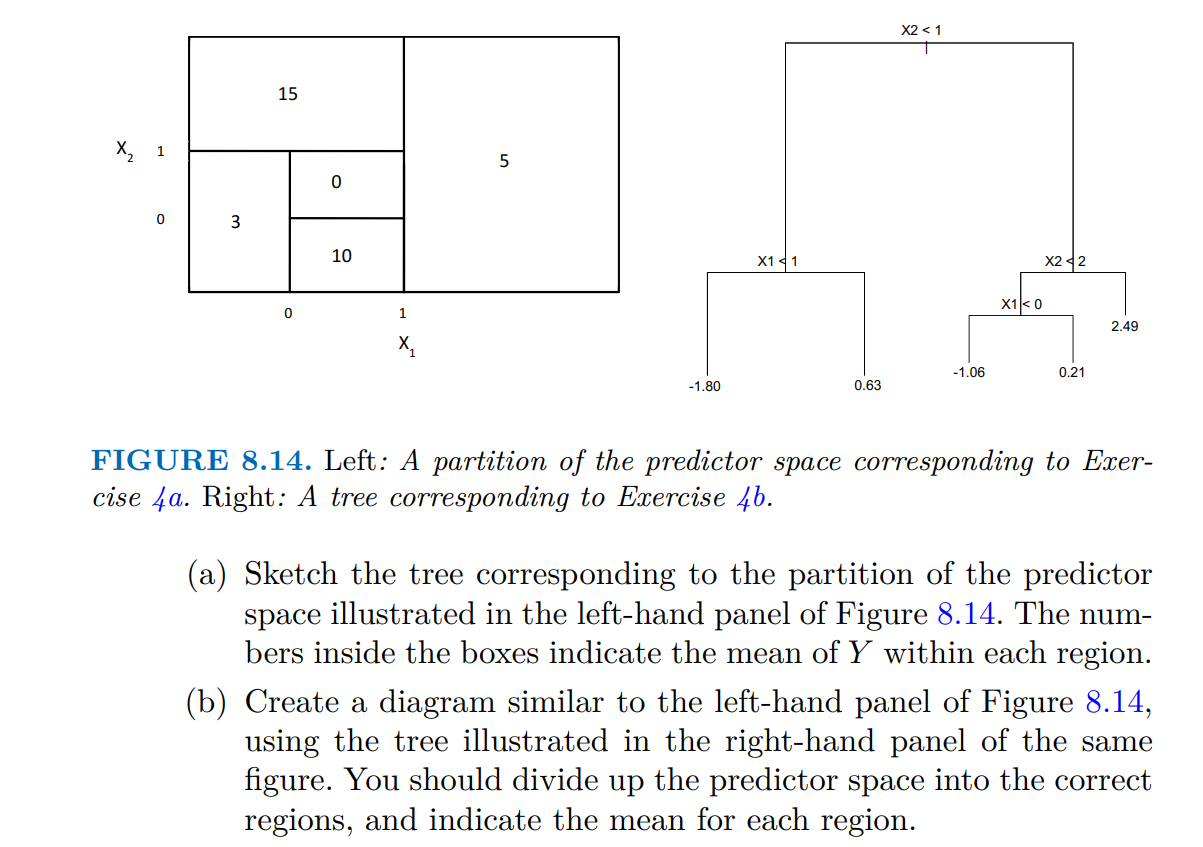 X2 < 1
15
X2 1
0
5
0
3
10
X1 < 1
X2 < 2
X1 < 0
0
1
X1
2.49
-1.06
0.21
-1.80
0.63
FIGURE 8.14. Left: A partition of the predictor space corresponding to Exer-
cise 4a. Right: A tree corresponding to Exercise 4b.
(a) Sketch the tree corresponding to the partition of the predictor
space illustrated in the left-hand panel of Figure 8.14. The num-
bers inside the boxes indicate the mean of Y within each region.
(b) Create a diagram similar to the left-hand panel of Figure 8.14,
using the tree illustrated in the right-hand panel of the same
figure. You should divide up the predictor space into the correct
regions, and indicate the mean for each region.